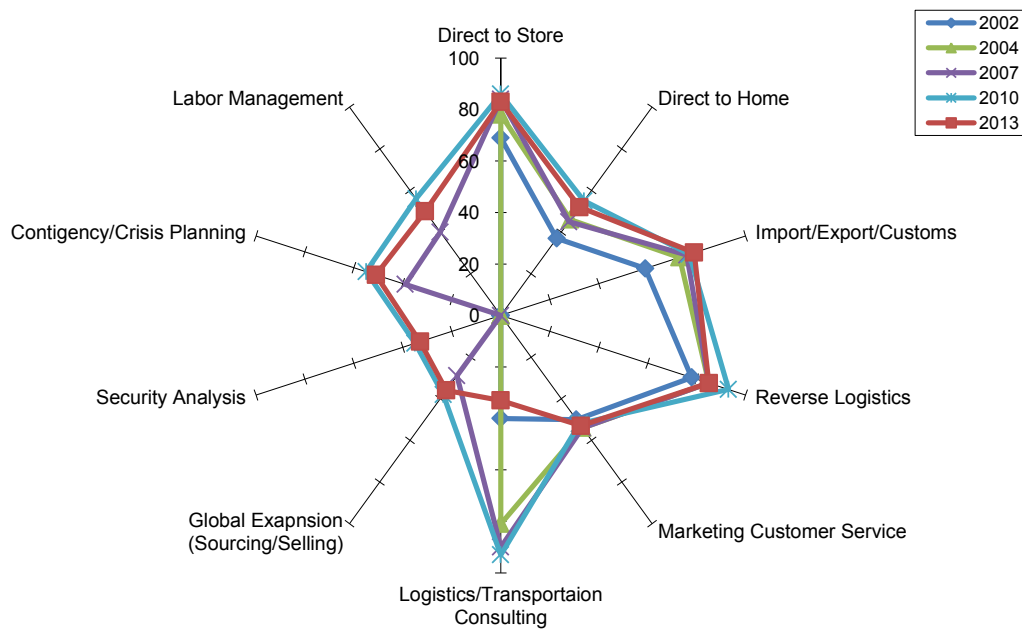 2002
2004
2007
2010
2013
Direct to Store
100
80
60
40
20
0
Direct to Home
Import/Export/Customs
Reverse Logistics
Marketing Customer Service
Logistics/Transportaion
Consulting
Global Exapnsion
(Sourcing/Selling)
Security Analysis
Contigency/Crisis Planning
Labor Management